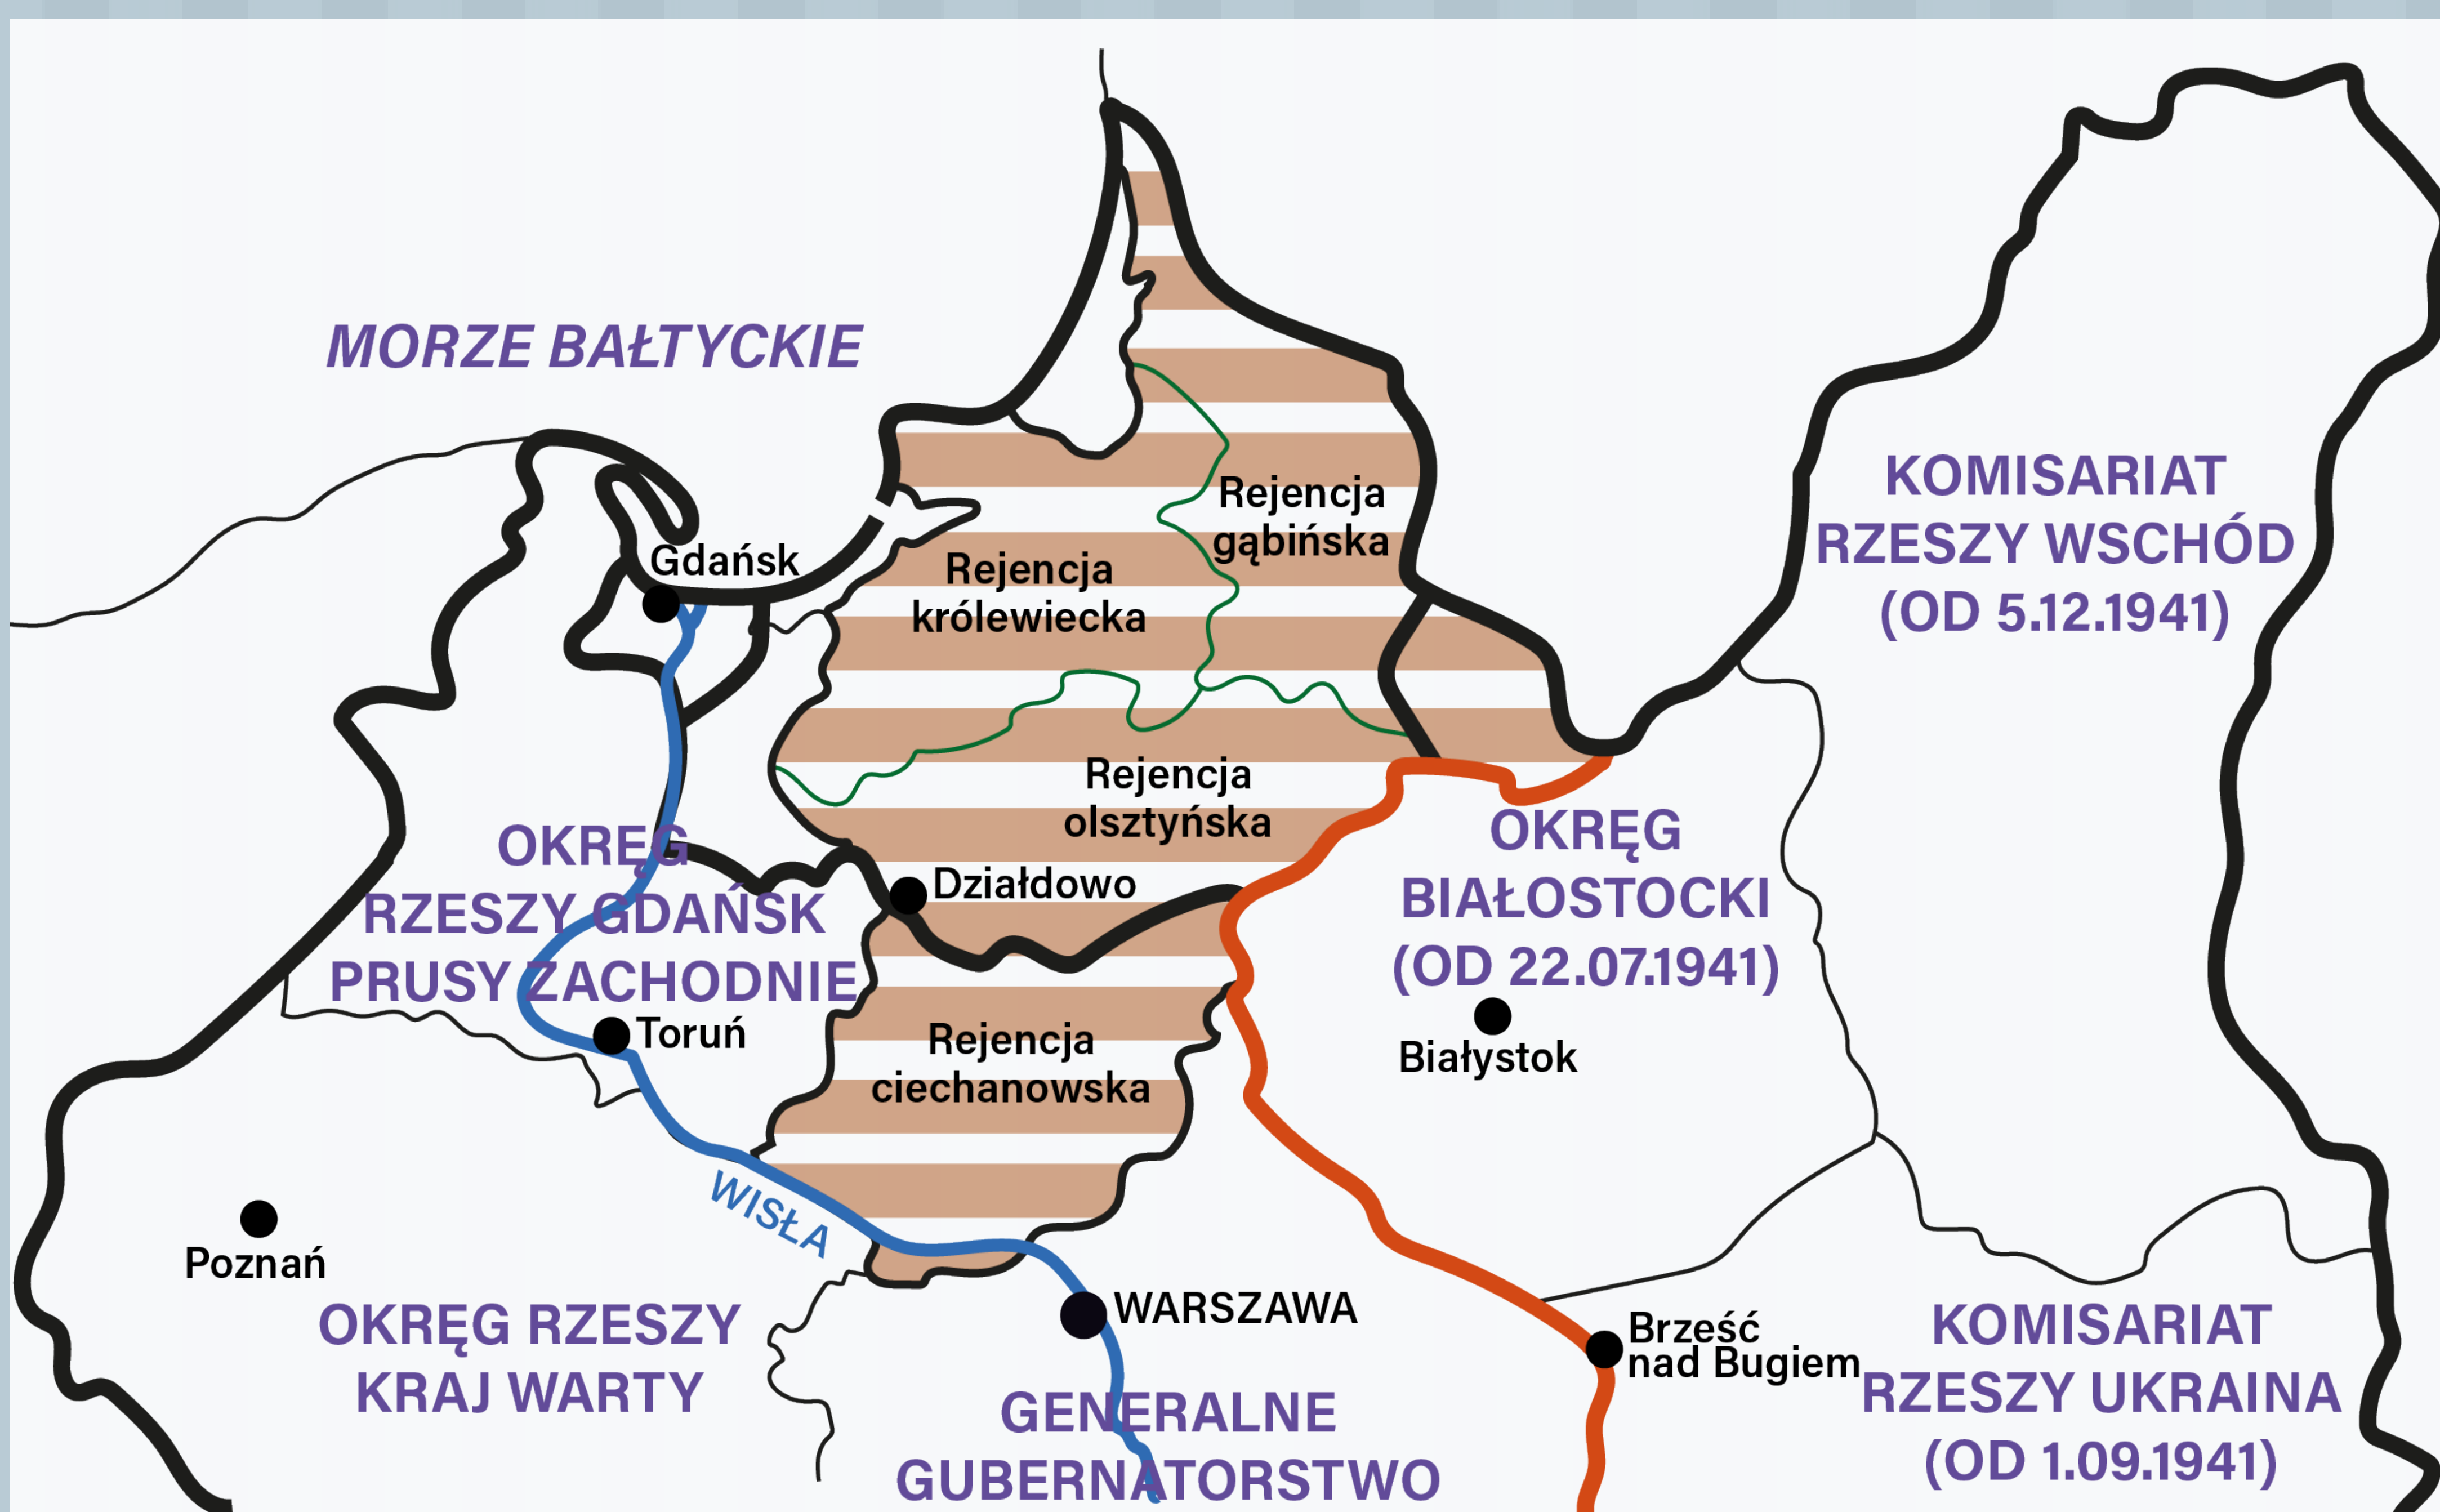 MORZE BAŁTYCKIE
KOMISARIAT
RZESZY WSCHÓD
(OD 5.12.1941)
Rejencja
gąbińska
Gdańsk
Rejencja
królewiecka
Rejencja
olsztyńska
OKRĘG
RZESZY GDAŃSK
PRUSY ZACHODNIE
OKRĘG
BIAŁOSTOCKI
(OD 22.07.1941)
Działdowo
Toruń
Rejencja
ciechanowska
Białystok
WISŁA
Poznań
WARSZAWA
OKRĘG RZESZY
KRAJ WARTY
Brześć
nad Bugiem
KOMISARIAT
RZESZY UKRAINA
(OD 1.09.1941)
GENERALNE
GUBERNATORSTWO